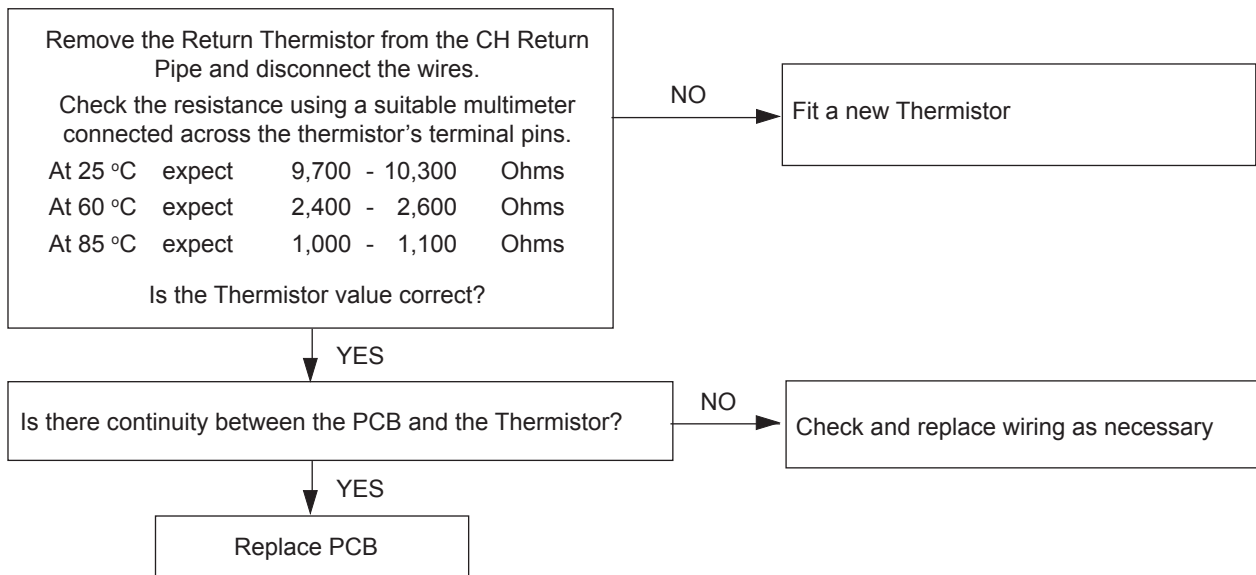 Remove the Return Thermistor from the CH Return
Pipe and disconnect the wires.
Check the resistance using a suitable multimeter
connected across the thermistor's terminal pins.
At 25 °C expect 9,700 - 10,300 Ohms
At 60 °C expect 2,400 - 2,600 Ohms
At 85 °C expect 1,000 - 1,100 Ohms
Is the Thermistor value correct?
NO
Fit a new Thermistor
YES
Is there continuity between the PCB and the Thermistor?
NO
Check and replace wiring as necessary
YES
Replace PCB